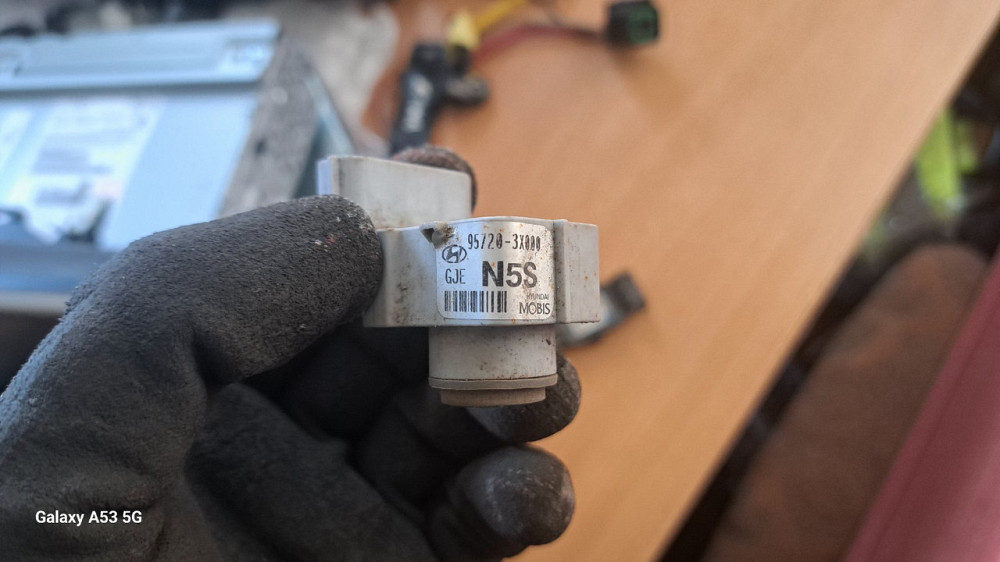 95720-3X000
GJE N5S
HYUNDAI
MOBIS
Galaxy A53 5G